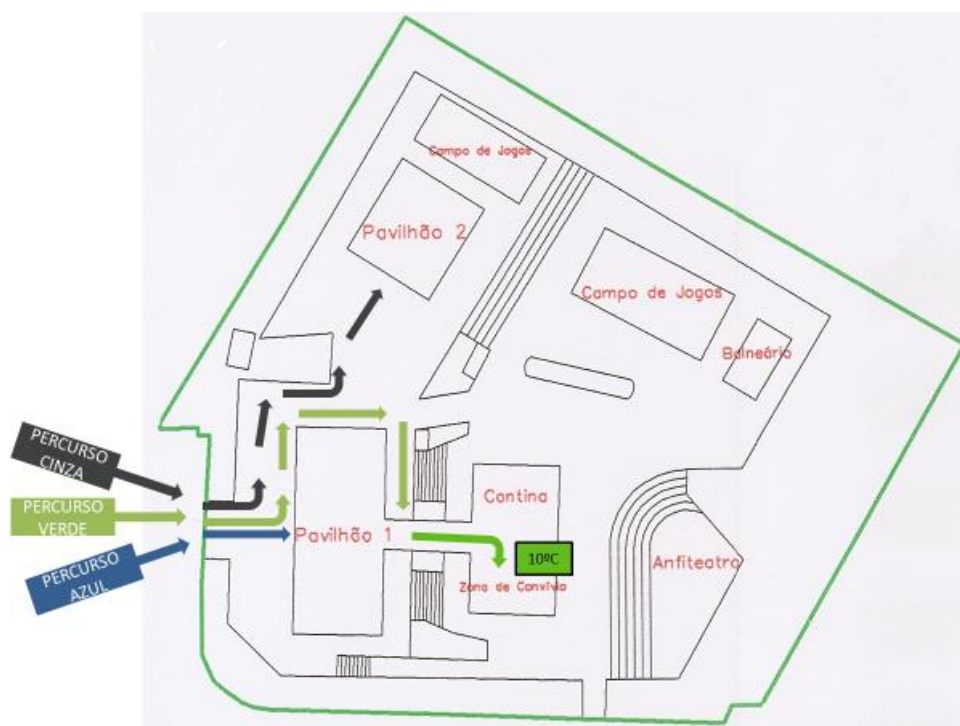 Campo de Jogos
Pavilhão 2
Campo de Jogos
Balneário
PERCURSO
CINZA
PERCURSO
VERDE
PERCURSO
AZUL
Pavilhão 1
Cantina
10ºC
Zona de Convívio
Anfiteatro